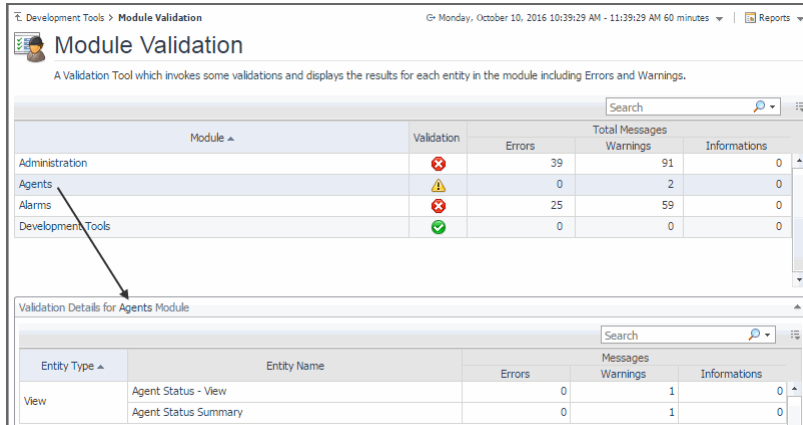 Development Tools > Module Validation Monday, October 10, 2016 10:39:29 AM - 11:39:29 AM 60 minutes Reports
Module Validation
A Validation Tool which invokes some validations and displays the results for each entity in the module including Errors and Warnings.
Search
Module Validation Total Messages
Errors Warnings Informations
Administration 39 91 0
Agents 0 2 0
Alarms 25 59 0
Development Tools 0 0 0
Validation Details for Agents Module
Search
Entity Type Entity Name Messages
Errors Warnings Informations
View Agent Status - View 0 1 0
Agent Status Summary 0 1 0